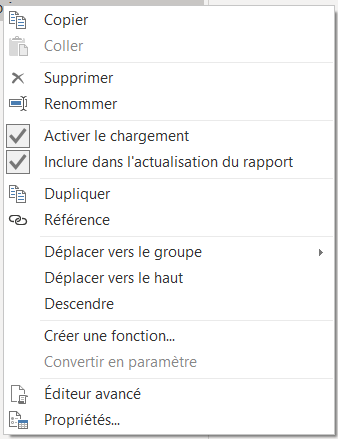 Copier
Coller
Supprimer
Renommer
Activer le chargement
Inclure dans l'actualisation du rapport
Dupliquer
Référence
Déplacer vers le groupe
Déplacer vers le haut
Descendre
Créer une fonction...
Convertir en paramètre
Éditeur avancé
Propriétés...